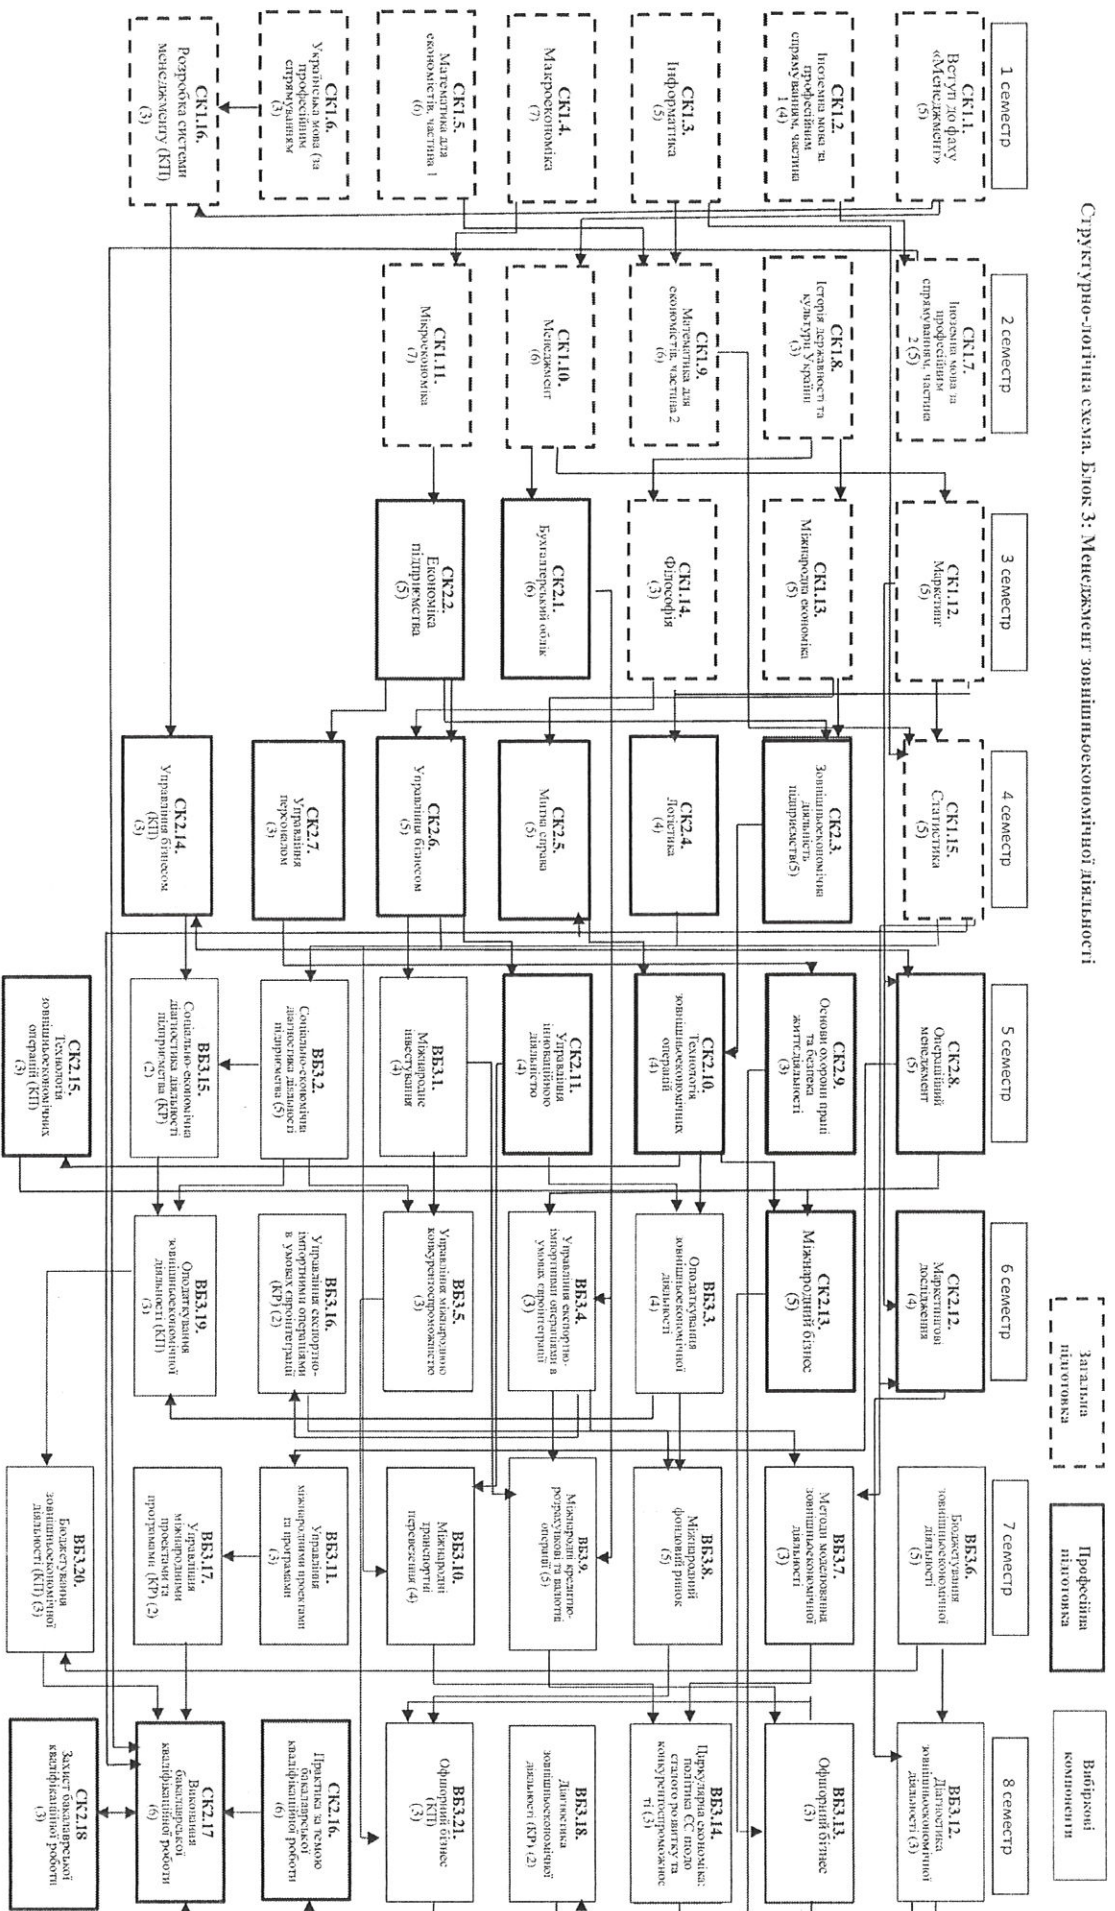 Структурно-логічна схема. Блок 3: Менеджмент зовнішньоекономічної діяльності
Загальна
підготовка
Професійна
підготовка
Вибіркові
компоненти
1 семестр
СК1.1.
Вступ до фаху
«Менеджмент»
(5)
СК1.2.
Іноземна мова за
професійним
спрямуванням, частина
1 (4)
СК1.3.
Інформатика
(5)
СК1.4.
Макроекономіка
(7)
СК1.5.
Математика для
економістів, частина 1
(6)
СК1.6.
Українська мова (за
професійним
спрямуванням
(3)
СК1.16.
Розробка системи
менеджменту (КП)
(3)
2 семестр
СК1.7.
Іноземна мова за
професійним
спрямуванням, частина
2 (5)
СК1.8.
Історія державності та
культури України
(3)
СК1.9.
Математика для
економістів, частина 2
(6)
СК1.10.
Менеджмент
(6)
СК1.11.
Мікроекономіка
(7)
3 семестр
СК1.12.
Маркетинг
(5)
СК1.13.
Міжнародна економіка
(5)
СК1.14.
Філософія
(3)
СК2.1.
Бухгалтерський облік
(6)
СК2.2.
Економіка
підприємства
(5)
4 семестр
СК1.15.
Статистика
(5)
СК2.3.
Зовнішньоекономічна
діяльність
підприємств(5)
СК2.4.
Логістика
(4)
СК2.5.
Митна справа
(5)
СК2.6.
Управління бізнесом
(5)
СК2.7.
Управління
персоналом
(3)
СК2.14.
Управління бізнесом
(КП)
(3)
5 семестр
СК2.8.
Операційний
менеджмент
(5)
СК2.9.
Основи охорони праці
та безпека
життєдіяльності
(3)
СК2.10.
Технологія
зовнішньоекономічних
операцій
(4)
СК2.11.
Управління
інноваційною
діяльністю
(4)
ВБ3.1.
Міжнародне
інвестування
(4)
ВБ3.2.
Соціально-економічна
діагностика діяльності
підприємства (5)
ВБ3.15.
Соціально-економічна
діагностика діяльності
підприємства (КР)
(2)
СК2.15.
Технологія
зовнішньоекономічних
операцій (КП)
(3)
6 семестр
СК2.12.
Маркетингові
дослідження
(4)
СК2.13.
Міжнародний бізнес
(5)
ВБ3.3.
Оподаткування
зовнішньоекономічної
діяльності
(4)
ВБ3.4.
Управління експортно-
імпортними операціями в
умовах євроінтеграції
(3)
ВБ3.5.
Управління міжнародною
конкурентоспроможністю
(3)
ВБ3.16.
Управління експортно-
імпортними операціями
в умовах євроінтеграції
(КР) (2)
ВБ3.19.
Оподаткування
зовнішньоекономічної
діяльності (КП)
(3)
7 семестр
ВБ3.6.
Бюджетування
зовнішньоекономічної
діяльності
(5)
ВБ3.7.
Методи моделювання
зовнішньоекономічної
діяльності
(3)
ВБ3.8.
Міжнародний
фондовий ринок
(5)
ВБ3.9.
Міжнародні кредитно-
розрахункові та валютні
операції (5)
ВБ3.10.
Міжнародні
транспортні
перевезення (4)
ВБ3.11.
Управління
міжнародними проектами
та програмами
(3)
ВБ3.17.
Управління
міжнародними
проектами та
програмами (КР) (2)
ВБ3.20.
Бюджетування
зовнішньоекономічної
діяльності (КП) (3)
8 семестр
ВБ3.12.
Діагностика
зовнішньоекономічної
діяльності (3)
ВБ3.13.
Офшорний бізнес
(3)
ВБ3.14.
Циркулярна економіка:
політика ЄС щодо
сталого розвитку та
конкурентоспроможнос
ті (3)
ВБ3.18.
Діагностика
зовнішньоекономічної
діяльності (КР) (2)
ВБ3.21.
Офшорний бізнес
(КП)
(3)
СК2.16.
Практика за темою
бакалаврської
кваліфікаційної роботи
(6)
СК2.17
Виконання
бакалаврської
кваліфікаційної роботи
(6)
СК2.18
Захист бакалаврської
кваліфікаційної роботи
(3)